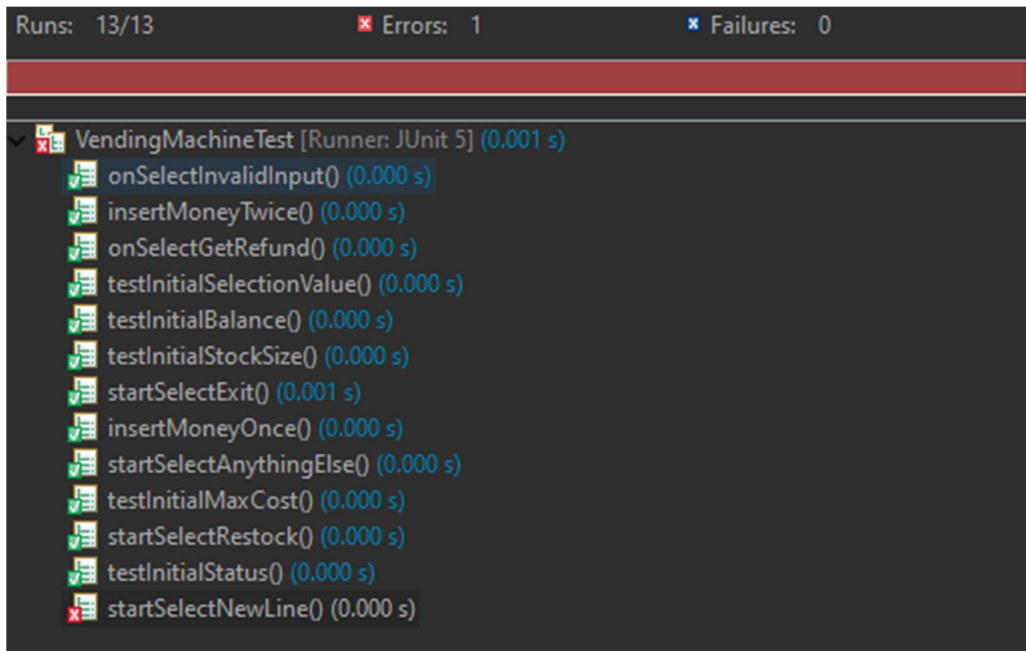 Runs: 13/13 Errors: 1 Failures: 0
VendingMachineTest [Runner: JUnit 5] (0.001 s)
onSelectInvalidInput() (0.000 s)
insertMoneyTwice() (0.000 s)
onSelectGetRefund() (0.000 s)
testInitialSelectionValue() (0.000 s)
testInitialBalance() (0.000 s)
testInitialStockSize() (0.000 s)
startSelectExit() (0.001 s)
insertMoneyOnce() (0.000 s)
startSelectAnythingElse() (0.000 s)
testInitialMaxCost() (0.000 s)
startSelectRestock() (0.000 s)
testInitialStatus() (0.000 s)
startSelectNewLine() (0.000 s)